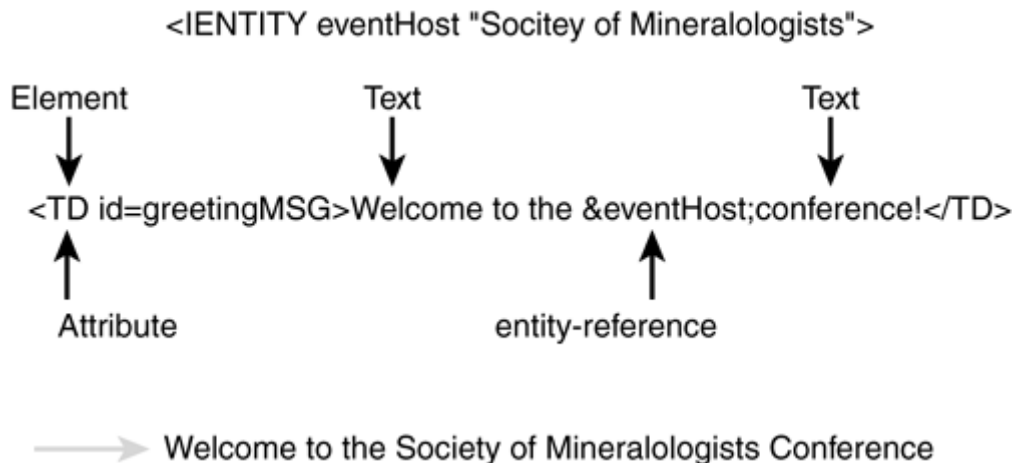 <IENTITY eventHost "Socitey of Mineralologists">
Element Text Text
<TD id=greetingMSG>Welcome to the &eventHost;conference!</TD>
Attribute entity-reference
Welcome to the Society of Mineralologists Conference